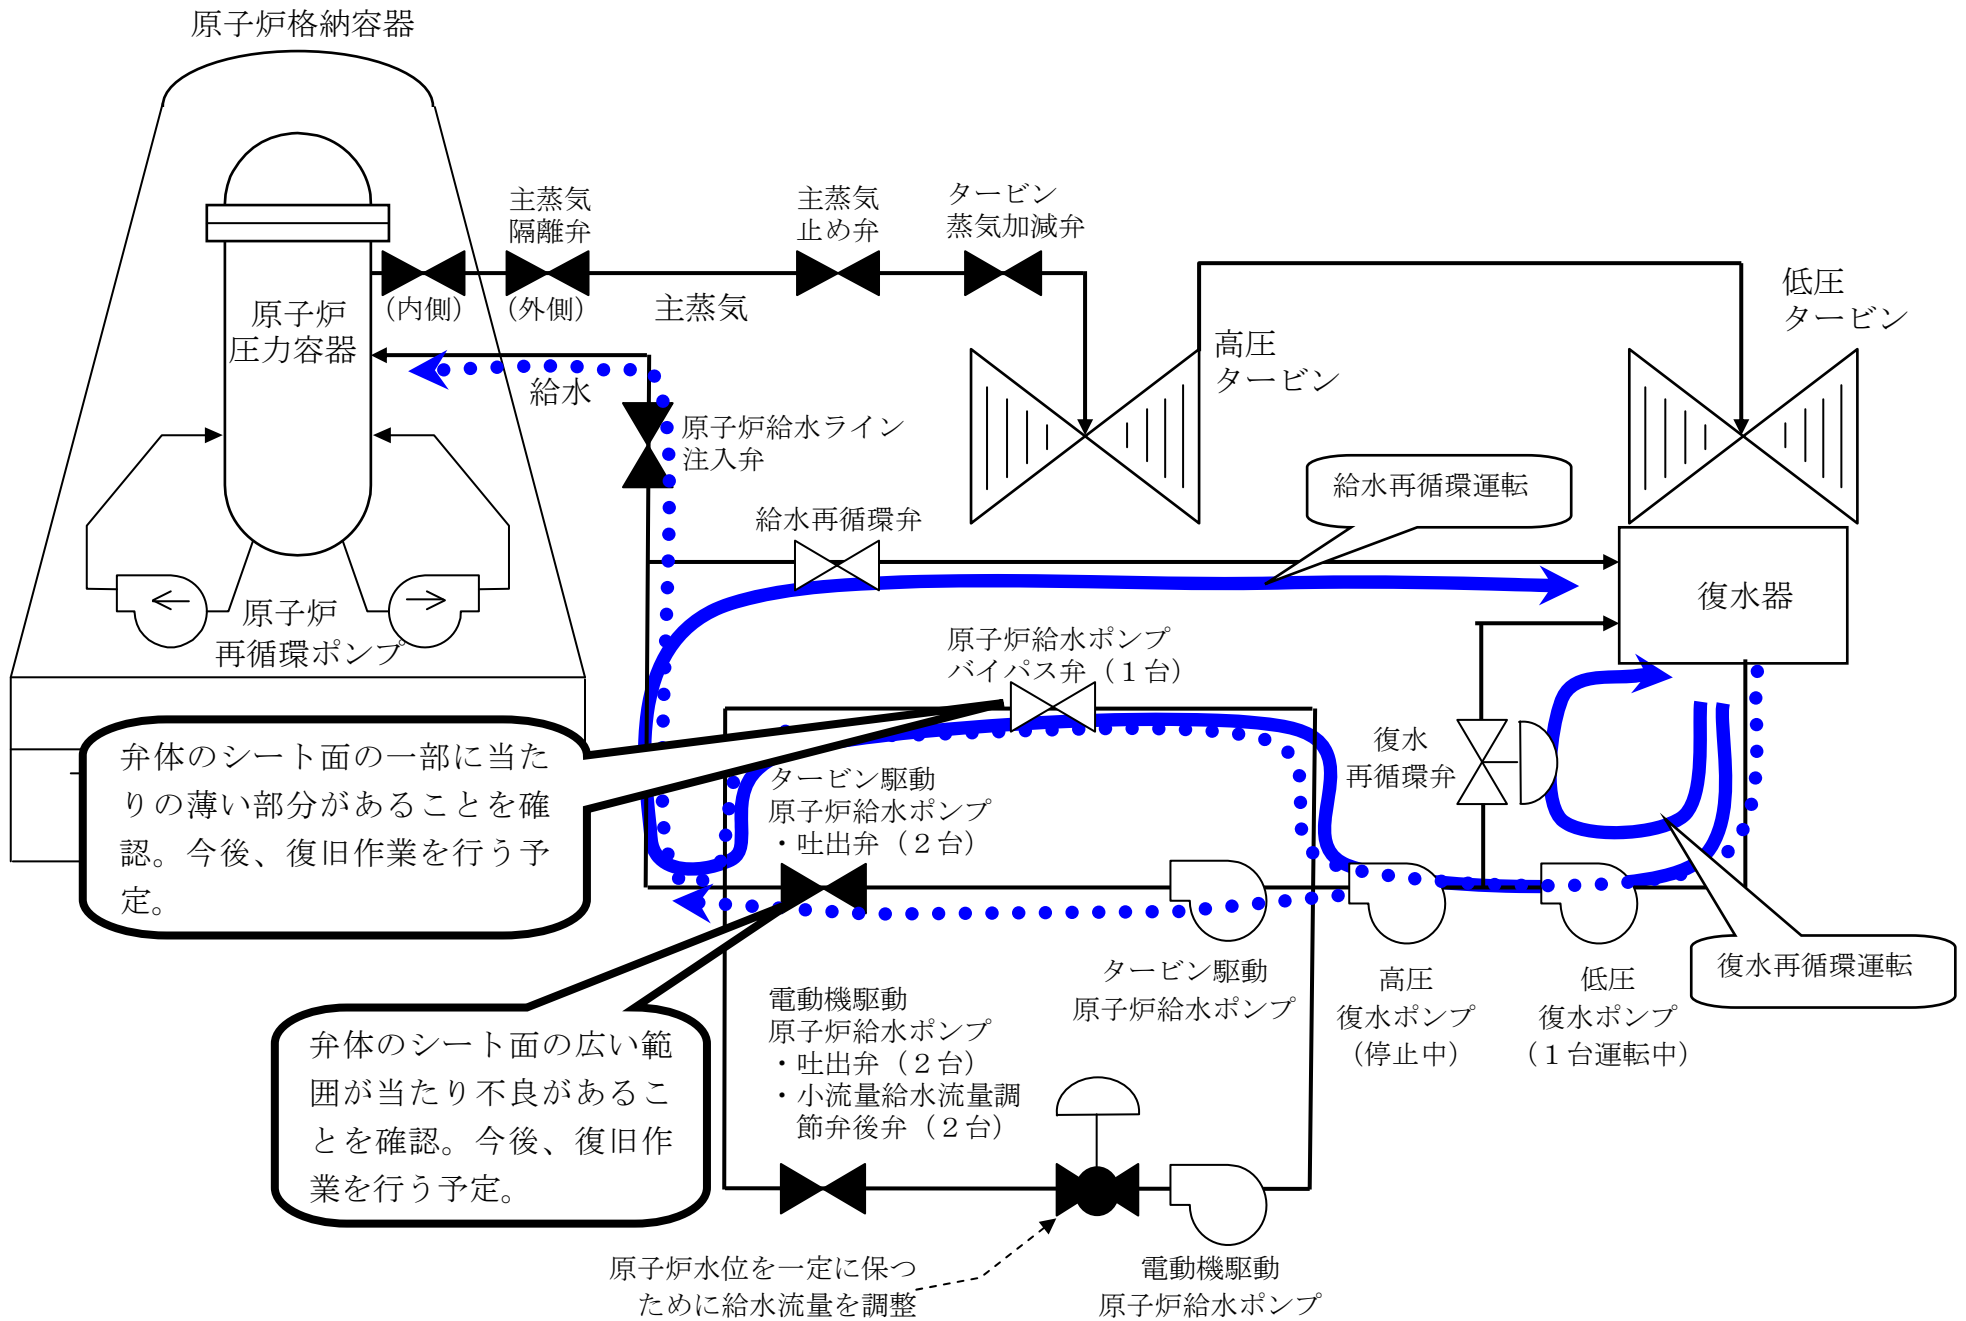 原子炉格納容器
主蒸気
隔離弁
主蒸気
止め弁
タービン
蒸気加減弁
(内側)
(外側)
主蒸気
原子炉
圧力容器
低圧
タービン
高圧
タービン
給水
原子炉給水ライン
注入弁
給水再循環運転
給水再循環弁
復水器
原子炉
再循環ポンプ
原子炉給水ポンプ
バイパス弁（１台）
弁体のシート面の一部に当た
りの薄い部分があることを確
認。今後、復旧作業を行う予
定。
タービン駆動
原子炉給水ポンプ
・吐出弁（２台）
復水
再循環弁
復水再循環運転
タービン駆動
原子炉給水ポンプ
高圧
復水ポンプ
（停止中）
低圧
復水ポンプ
（１台運転中）
弁体のシート面の広い範
囲が当たり不良があるこ
とを確認。今後、復旧作
業を行う予定。
電動機駆動
原子炉給水ポンプ
・吐出弁（２台）
・小流量給水流量調
節弁後弁（２台）
原子炉水位を一定に保つ
ために給水流量を調整
電動機駆動
原子炉給水ポンプ